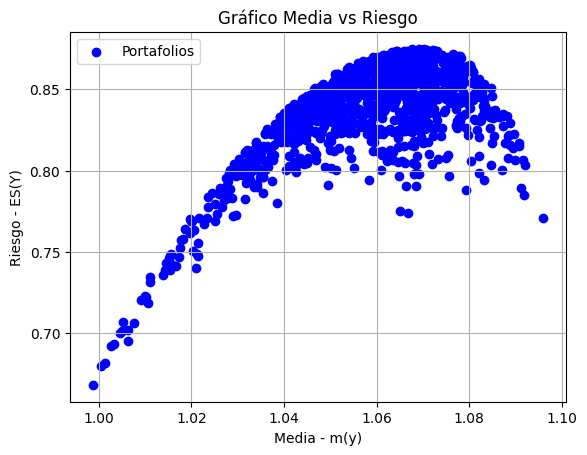 Gráfico Media vs Riesgo
Portafolios
Riesgo - ES(Y)
0.85
0.80
0.75
0.70
1.00 1.02 1.04 1.06 1.08 1.10
Media - m(y)